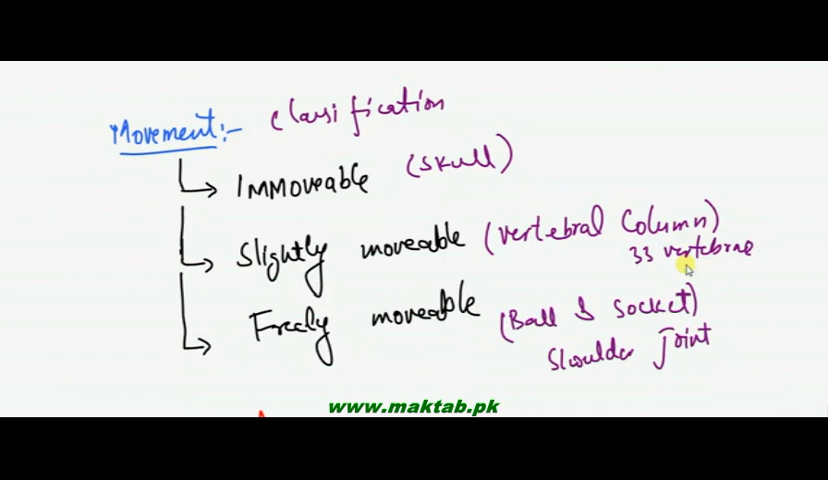 Movement:- Classification
Immoveable (Skull)
Slightly moveable (vertebral Column)
33 vertebrae
Freely moveable (Ball & Socket)
Shoulder Joint
www.maktab.pk